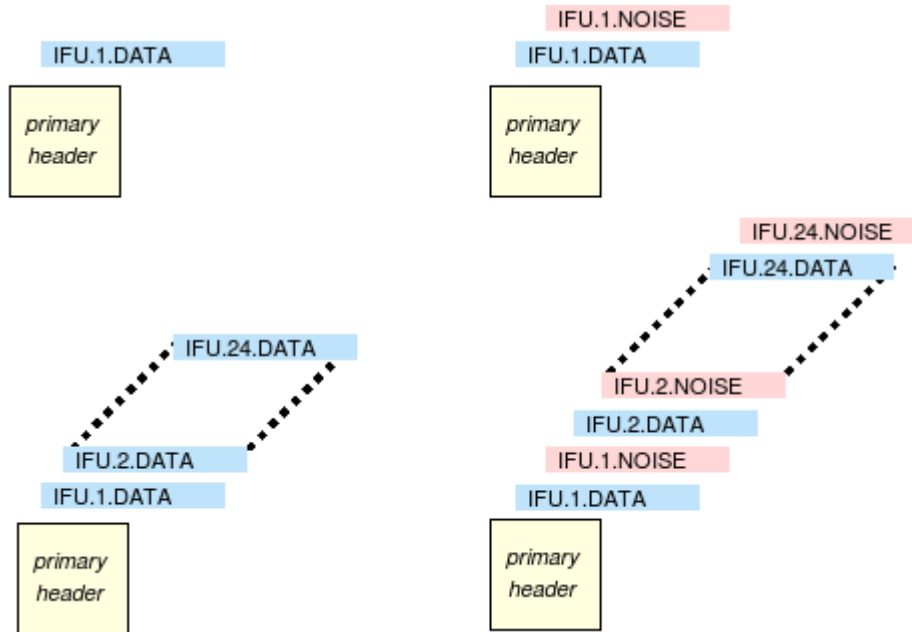 IFU.1.DATA
primary
header
IFU.1.NOISE
IFU.1.DATA
primary
header
IFU.24.DATA
IFU.2.DATA
IFU.1.DATA
primary
header
IFU.24.NOISE
IFU.24.DATA
IFU.2.NOISE
IFU.2.DATA
IFU.1.NOISE
IFU.1.DATA
primary
header